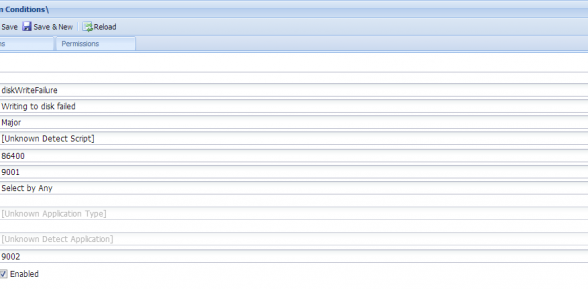 n Conditions\
Save Save & New Reload
ns Permissions
diskWriteFailure
Writing to disk failed
Major
[Unknown Detect Script]
86400
9001
Select by Any
[Unknown Application Type]
[Unknown Detect Application]
9002
Enabled